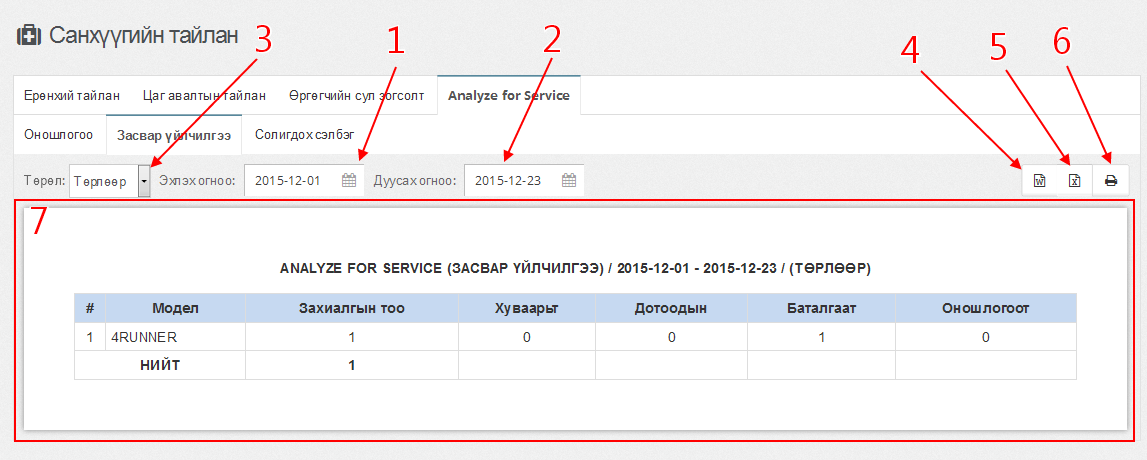 Санхүүгийн тайлан
3
1
2
4
5
6
Ерөнхий тайлан Цаг авалтын тайлан Өргөгчийн сул зогсолт Analyze for Service
Оношлогоо Засвар үйлчилгээ Солигдох сэлбэг
Төрөл: Төрлөөр Эхлэх огноо: 2015-12-01 Дуусах огноо: 2015-12-23
7
ANALYZE FOR SERVICE (ЗАСВАР ҮЙЛЧИЛГЭЭ) / 2015-12-01 - 2015-12-23 / (ТӨРЛӨӨР)
# Модел Захиалгын тоо Хуваарьт Дотоодын Баталгаат Оношлогоот
1 4RUNNER 1 0 0 1 0
НИЙТ 1